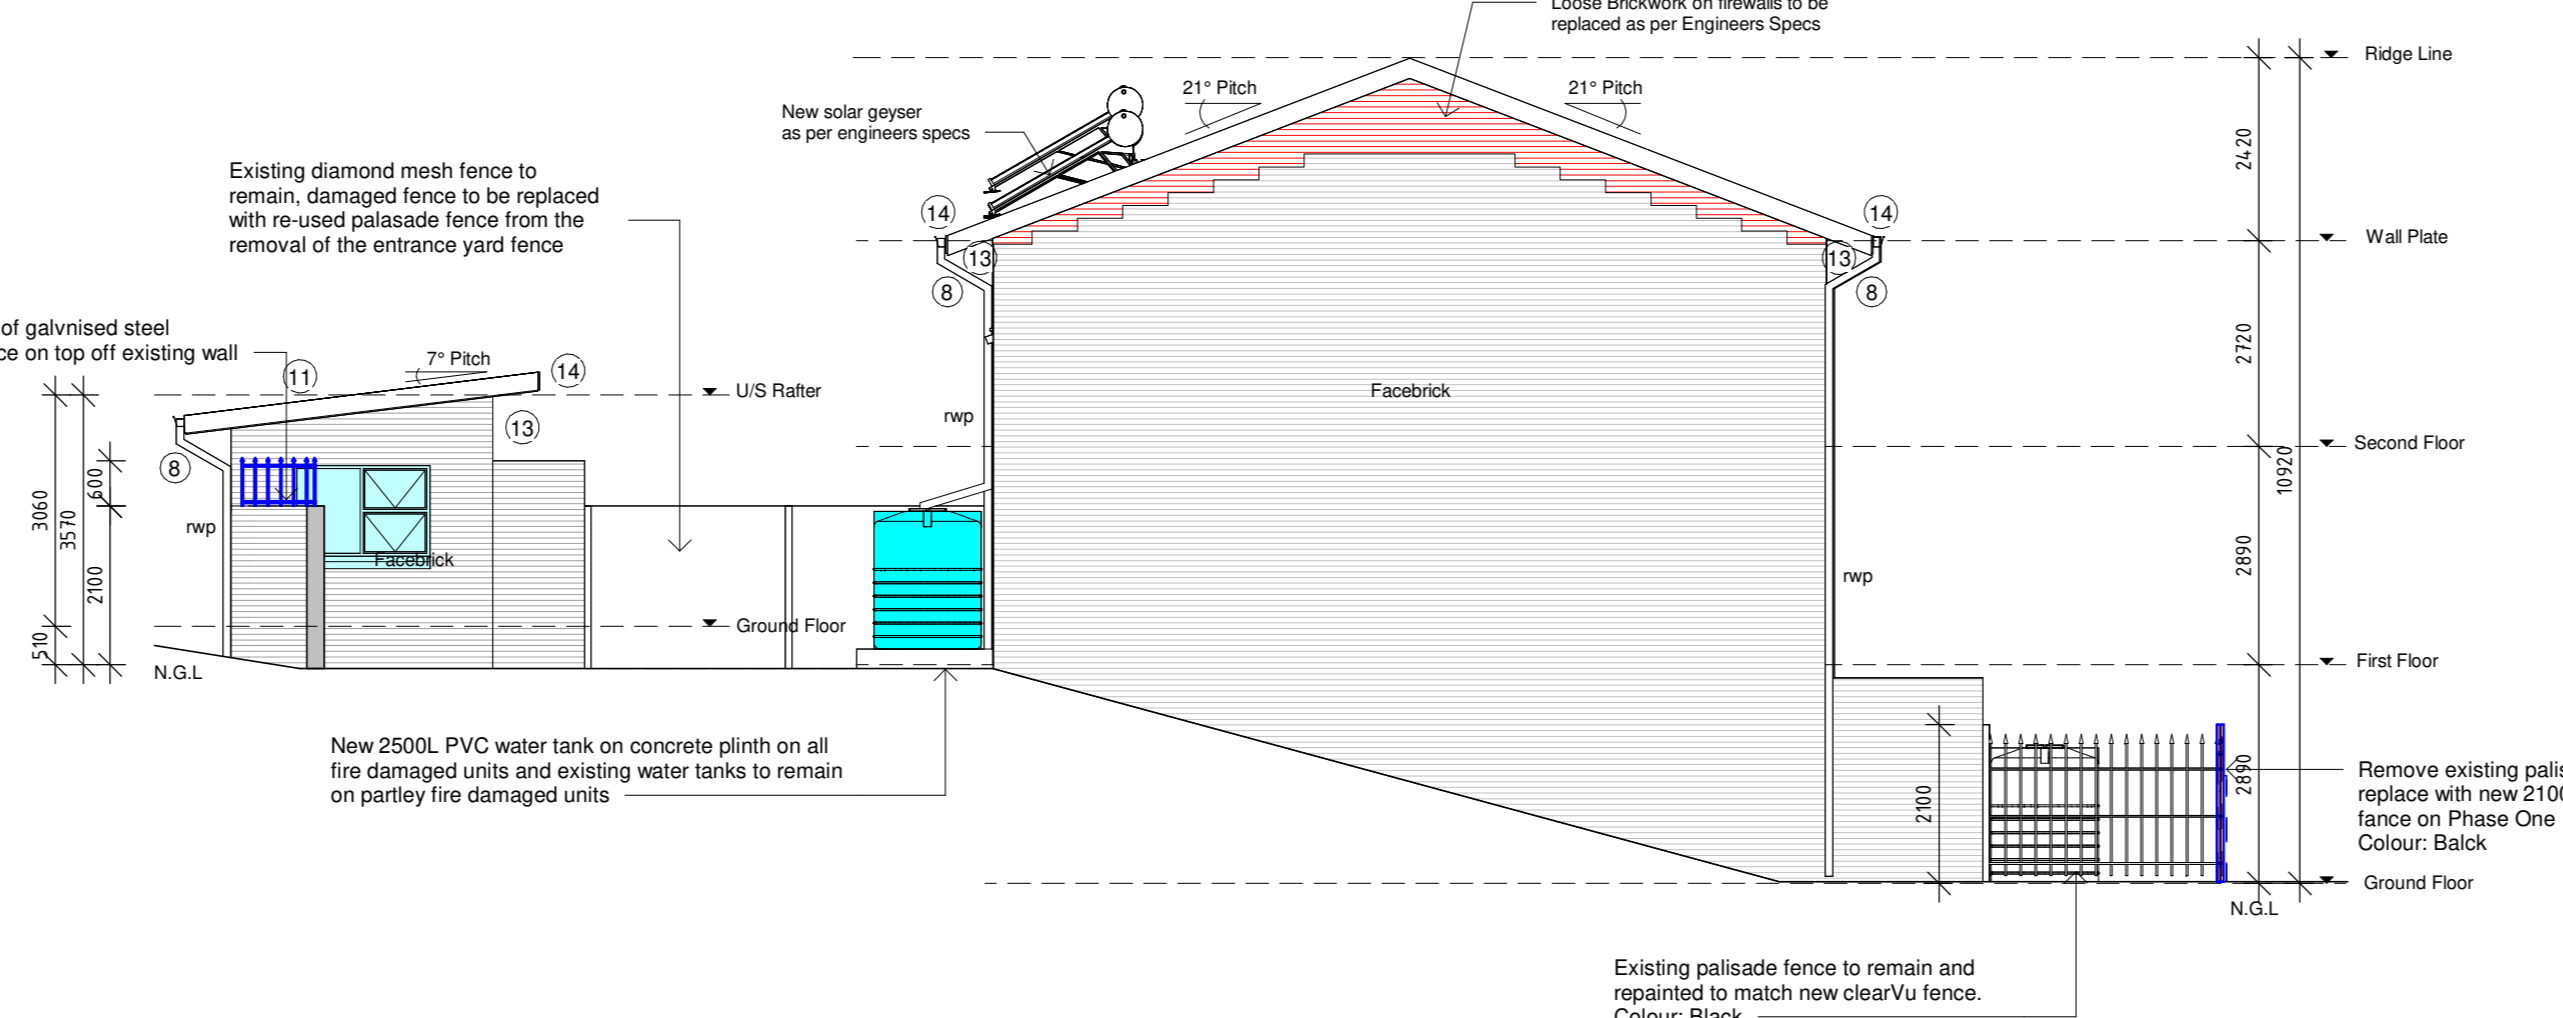 Loose Brickwork on firewalls to be
replaced as per Engineers Specs
Ridge Line
21° Pitch
21° Pitch
New solar geyser
as per engineers specs
2420
Existing diamond mesh fence to
remain, damaged fence to be replaced
with re-used palasade fence from the
removal of the entrance yard fence
14
14
Wall Plate
13
13
8
8
of galvnised steel
ce on top off existing wall
2720
11
7° Pitch
14
U/S Rafter
Facebrick
rwp
13
Second Floor
8
10920
600
3060
3570
rwp
Facebrick
2100
2890
rwp
Ground Floor
510
First Floor
N.G.L
New 2500L PVC water tank on concrete plinth on all
fire damaged units and existing water tanks to remain
on partley fire damaged units
2890
2100
Remove existing palis
replace with new 2100
fance on Phase One
Colour: Balck
Ground Floor
N.G.L
Existing palisade fence to remain and
repainted to match new clearVu fence.
Colour: Black